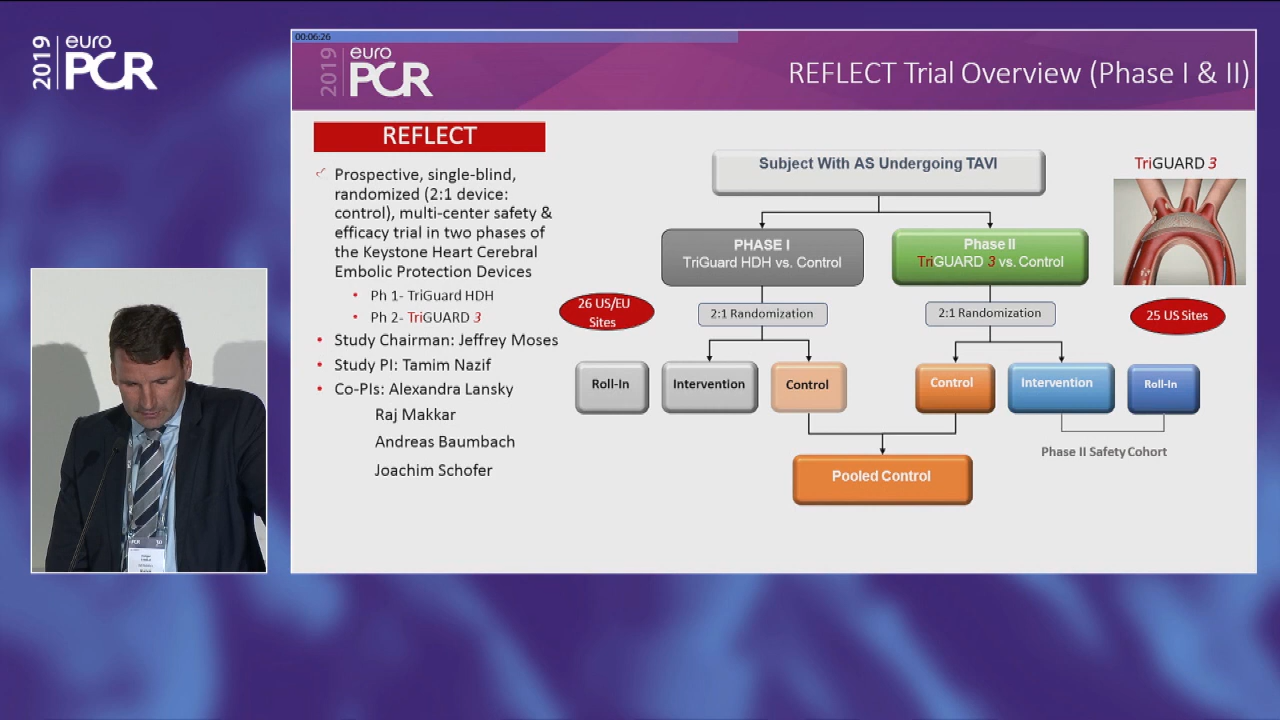 2019
euro
PCR
00:06:26
2019
euro
PCR
REFLECT Trial Overview (Phase I & II)
REFLECT
Prospective, single-blind,
randomized (2:1 device:
control), multi-center safety &
efficacy trial in two phases of
the Keystone Heart Cerebral
Embolic Protection Devices
• Ph 1- TriGuard HDH
• Ph 2- TriGUARD 3
• Study Chairman: Jeffrey Moses
• Study PI: Tamim Nazif
• Co-PIs: Alexandra Lansky
Raj Makkar
Andreas Baumbach
Joachim Schofer
Subject With AS Undergoing TAVI
PHASE I
TriGuard HDH vs. Control
26 US/EU
Sites
2:1 Randomization
Roll-In
Intervention
Control
Phase II
TriGUARD 3 vs. Control
2:1 Randomization
Control
Intervention
Roll-In
Phase II Safety Cohort
Pooled Control
TriGUARD 3
25 US Sites
PCR